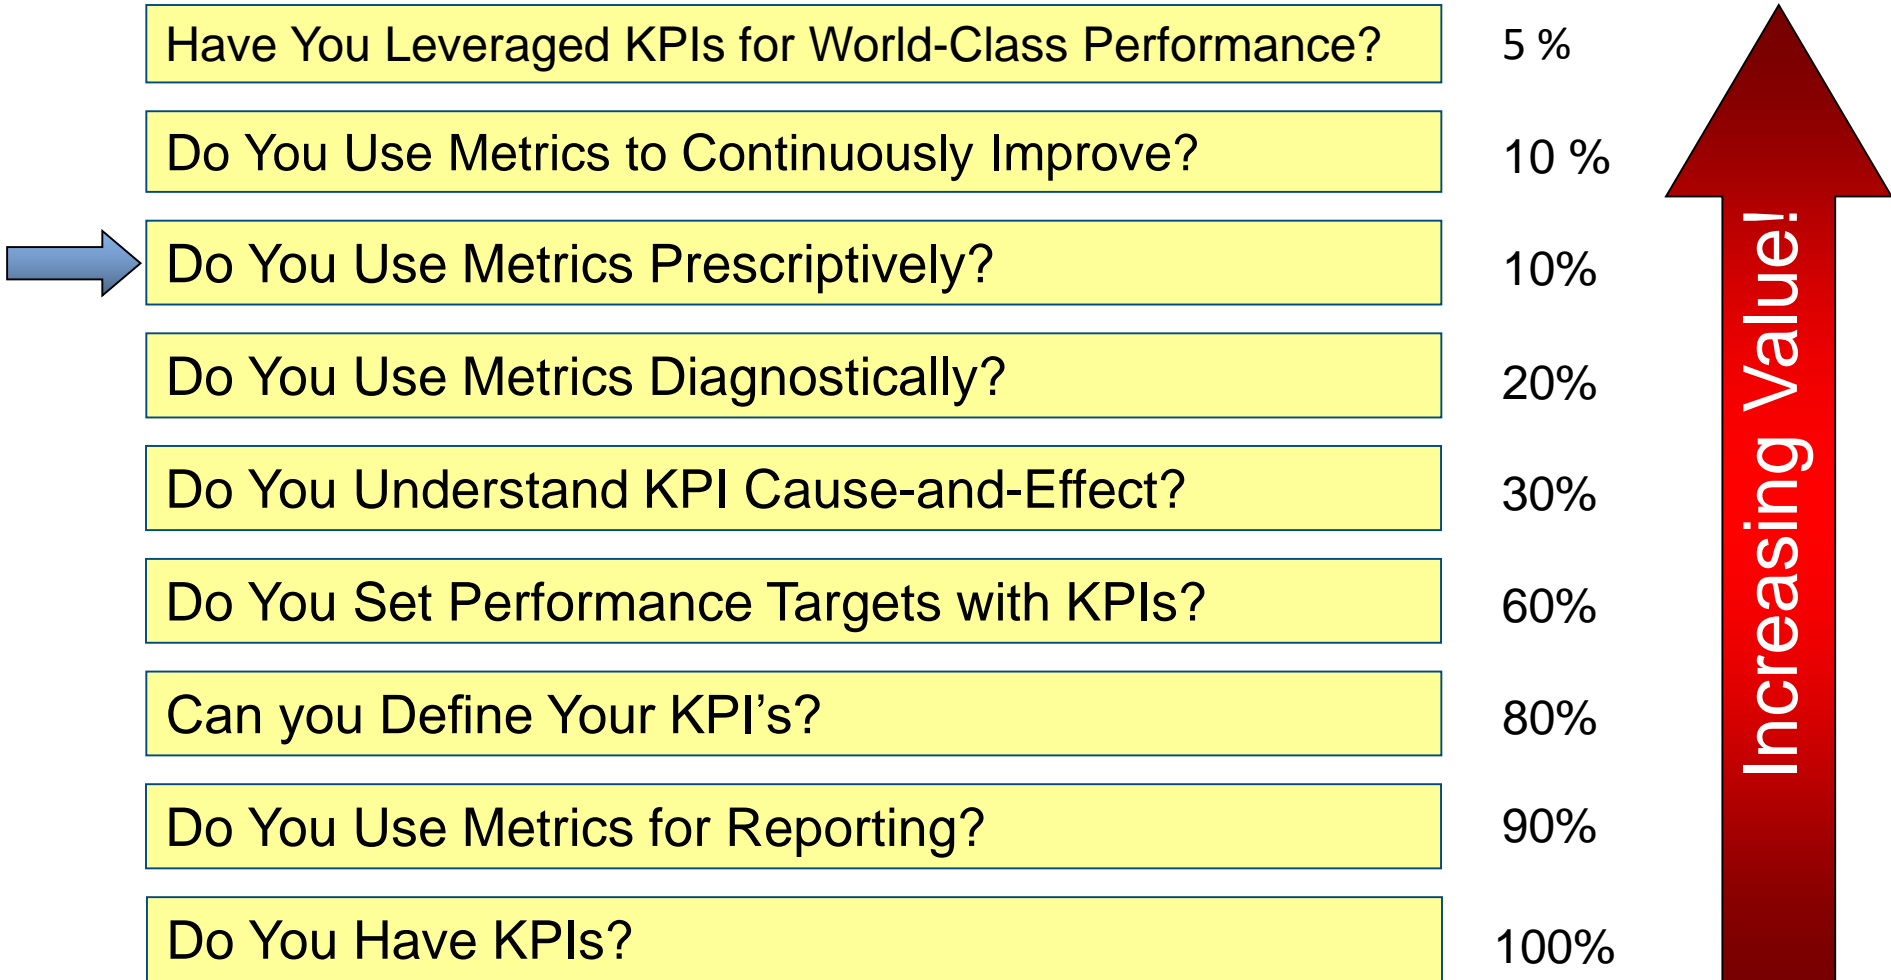 Have You Leveraged KPIs for World-Class Performance? 5 %
Do You Use Metrics to Continuously Improve? 10 %
Do You Use Metrics Prescriptively? 10%
Do You Use Metrics Diagnostically? 20%
Do You Understand KPI Cause-and-Effect? 30%
Do You Set Performance Targets with KPIs? 60%
Can you Define Your KPI’s? 80%
Do You Use Metrics for Reporting? 90%
Do You Have KPIs? 100%
Increasing Value!